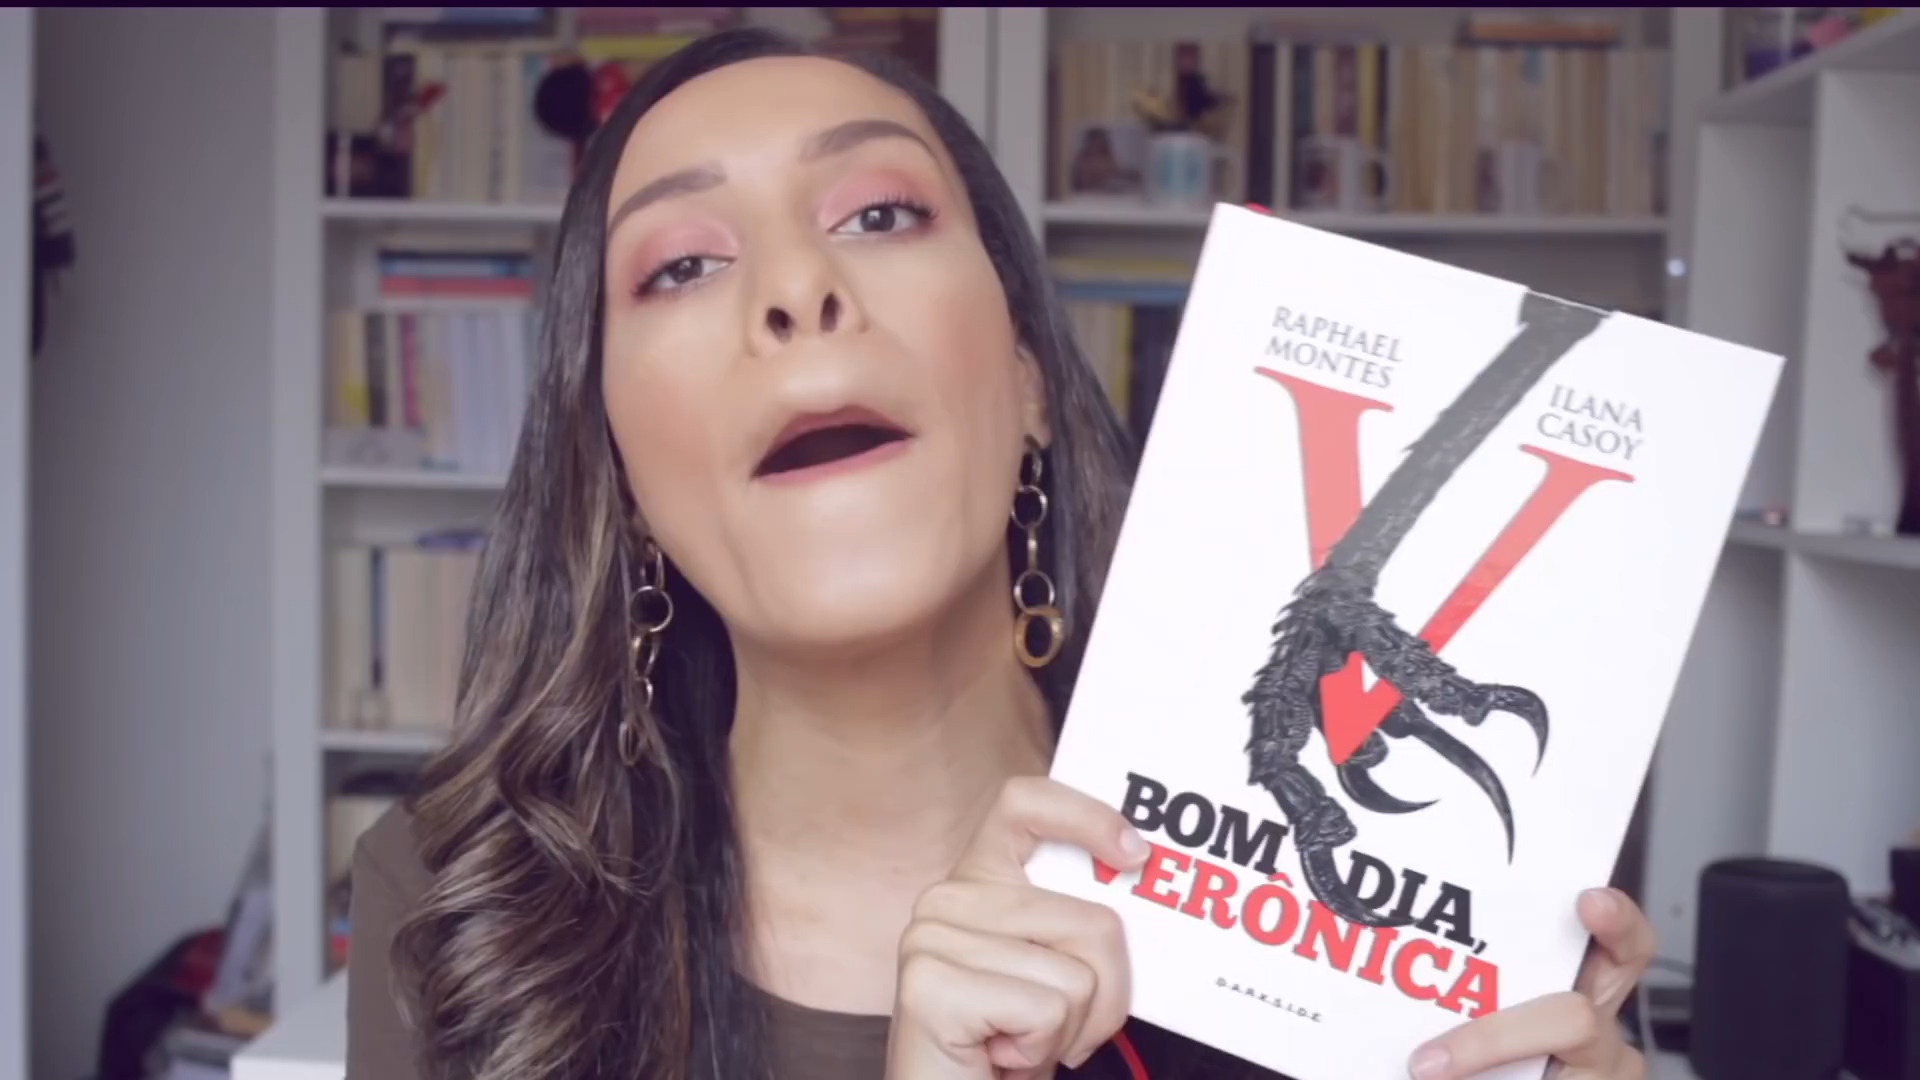 RAPHAEL
MONTES
ILANA
CASOY
BOM DIA,
VERÔNICA
DARKSIDE